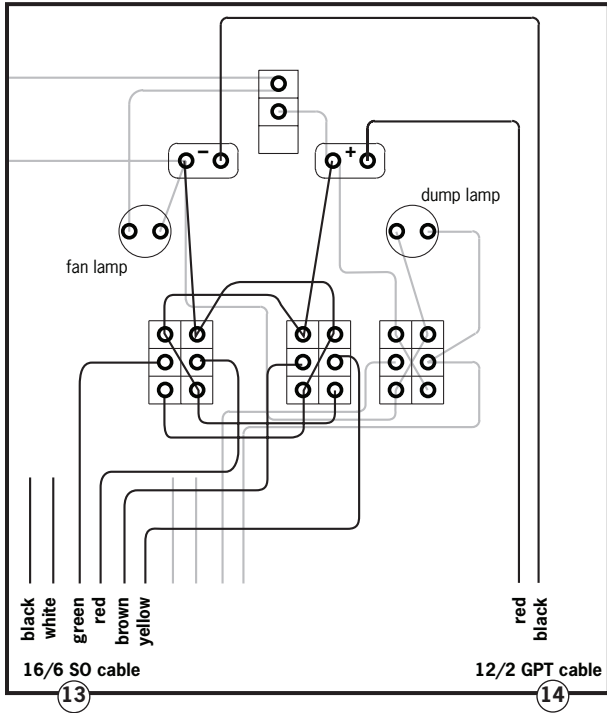 − +
dump lamp
fan lamp
black
white
green
red
brown
yellow
red
black
16/6 SO cable
12/2 GPT cable
13
14